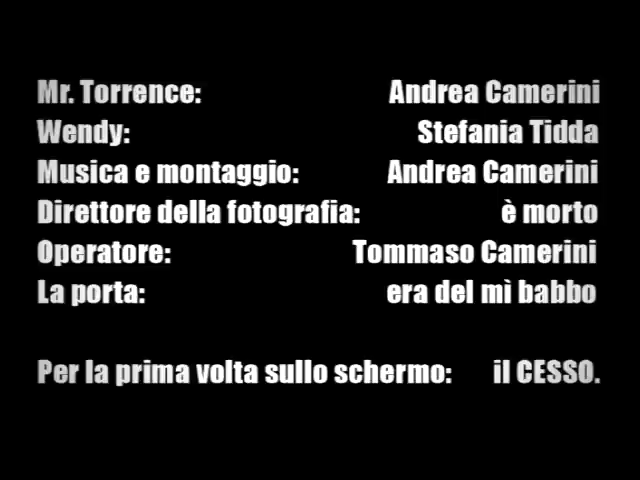 Mr. Torrence: Andrea Camerini
Wendy: Stefania Tidda
Musica e montaggio: Andrea Camerini
Direttore della fotografia: è morto
Operatore: Tommaso Camerini
La porta: era del mì babbo
Per la prima volta sullo schermo: il CESSO.